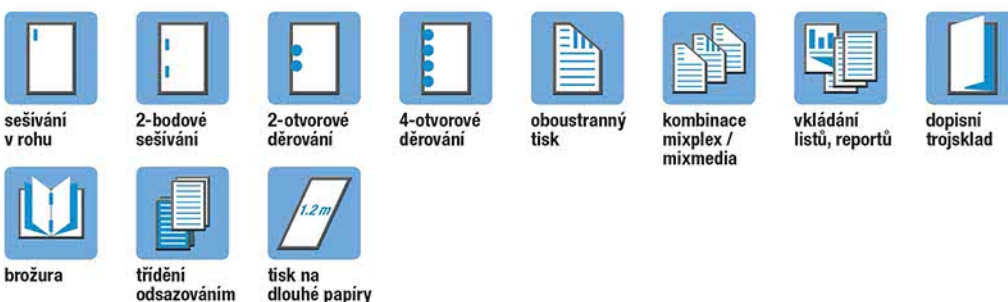 sešívání
v rohu
2-bodové
sešívání
2-otvorové
děrování
4-otvorové
děrování
oboustranný
tisk
kombinace
mixplex /
mixmedia
vkládání
listů, reportů
dopisní
trojsklad
brožura
třídění
odsazováním
1.2 m
tisk na
dlouhé papíry